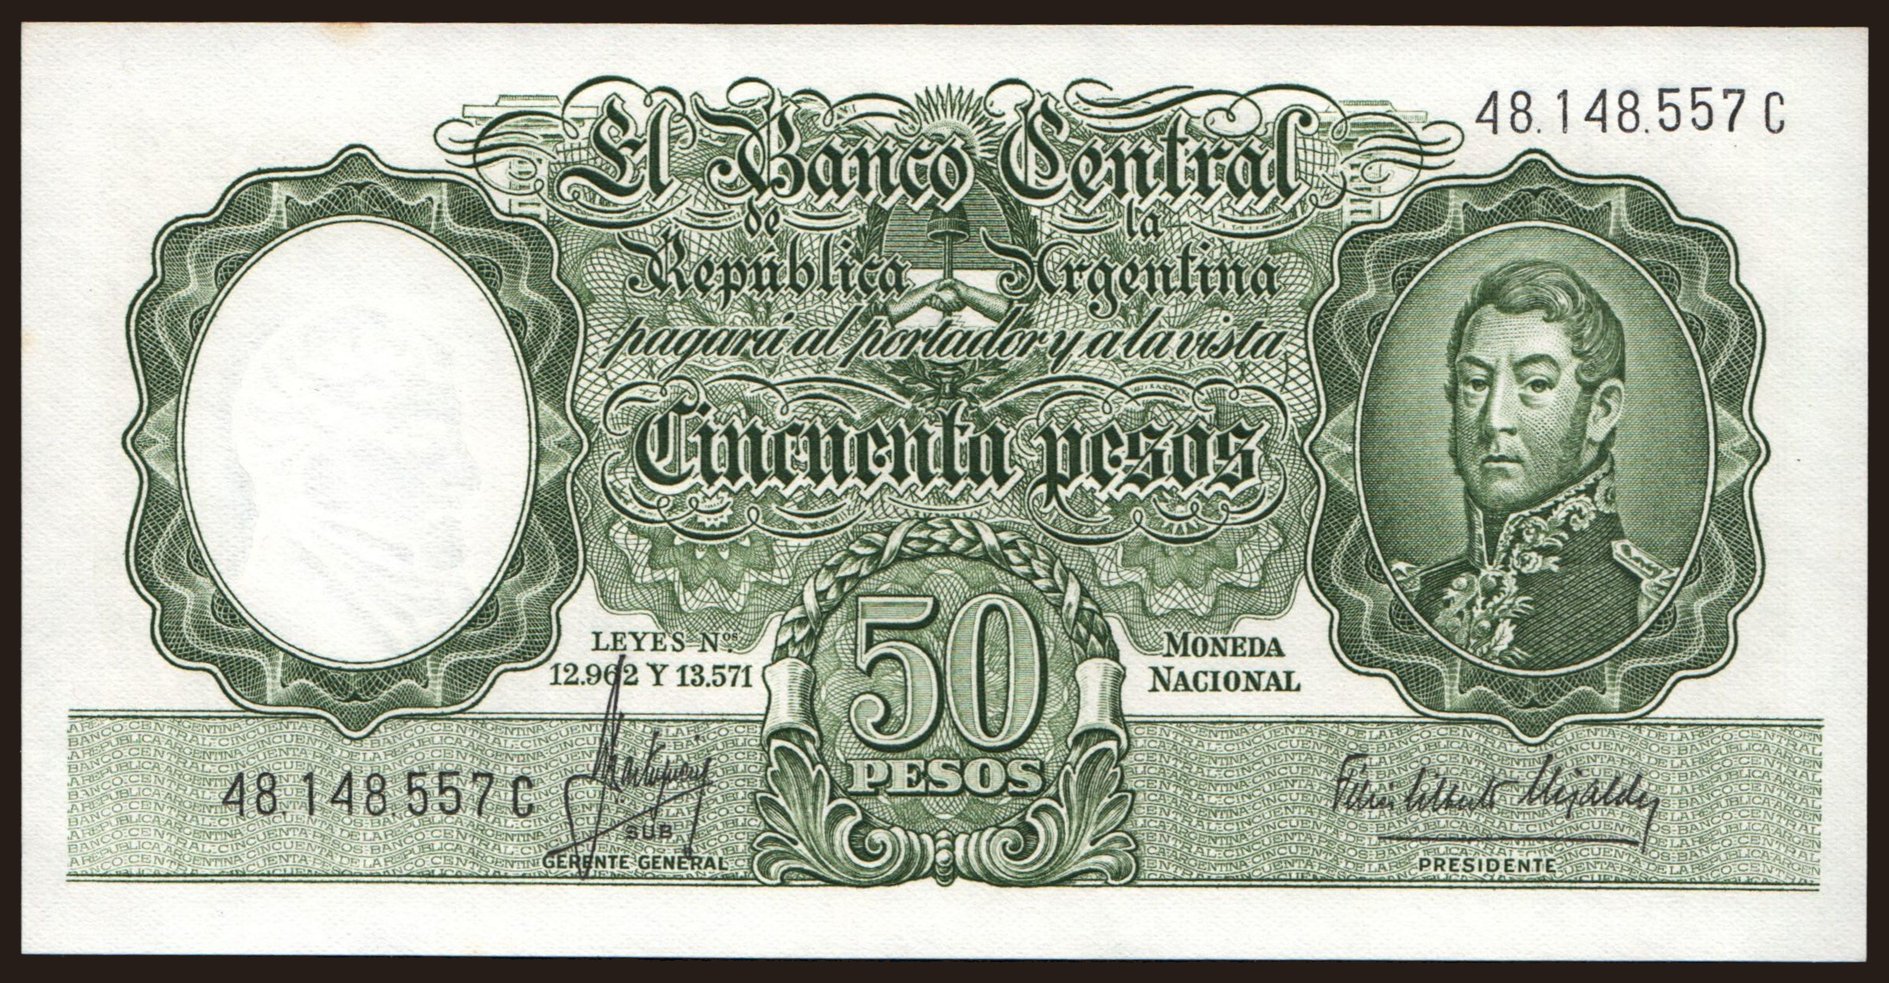 48.148.557 C
El Banco Central
de la
República Argentina
pagará al portador y a la vista
Cincuenta pesos
LEYES Nos.
12.962 Y 13.571
50
PESOS
MONEDA
NACIONAL
48.148.557 C
SUB
GERENTE GENERAL
PRESIDENTE